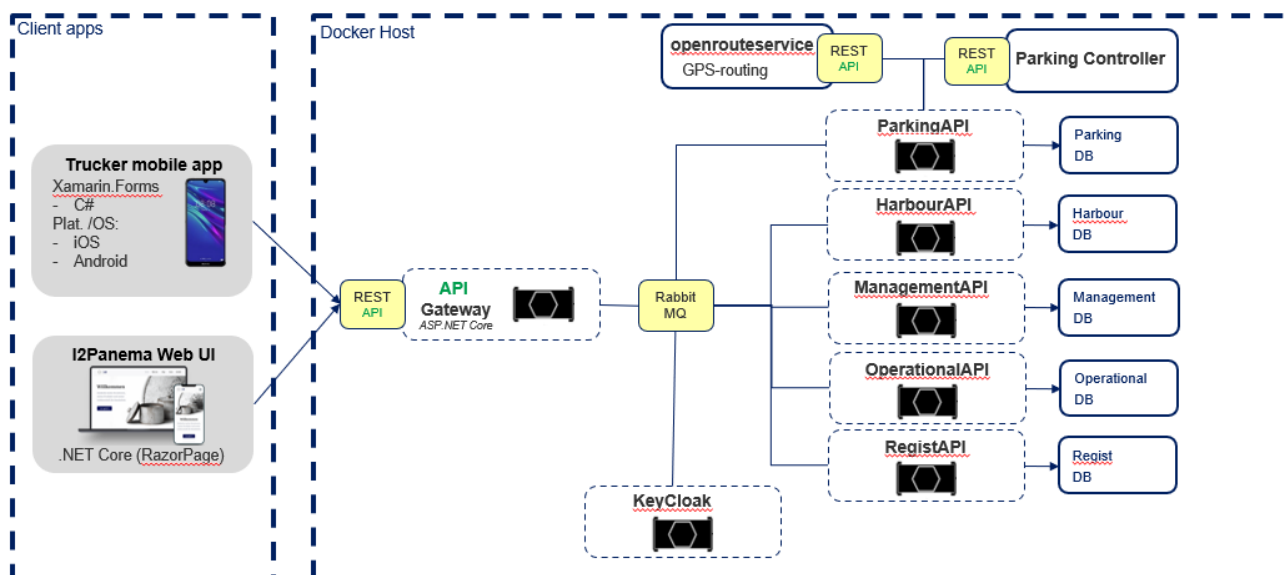 Client apps
Trucker mobile app
Xamarin.Forms
- C#
Plat. /OS:
- iOS
- Android
I2Panema Web UI
.NET Core (RazorPage)
Docker Host
REST
API
API
Gateway
ASP.NET Core
Rabbit
MQ
KeyCloak
openrouteservice
GPS-routing
REST
API
REST
API
Parking Controller
ParkingAPI
Parking
DB
HarbourAPI
Harbour
DB
ManagementAPI
Management
DB
OperationalAPI
Operational
DB
RegistAPI
Regist
DB